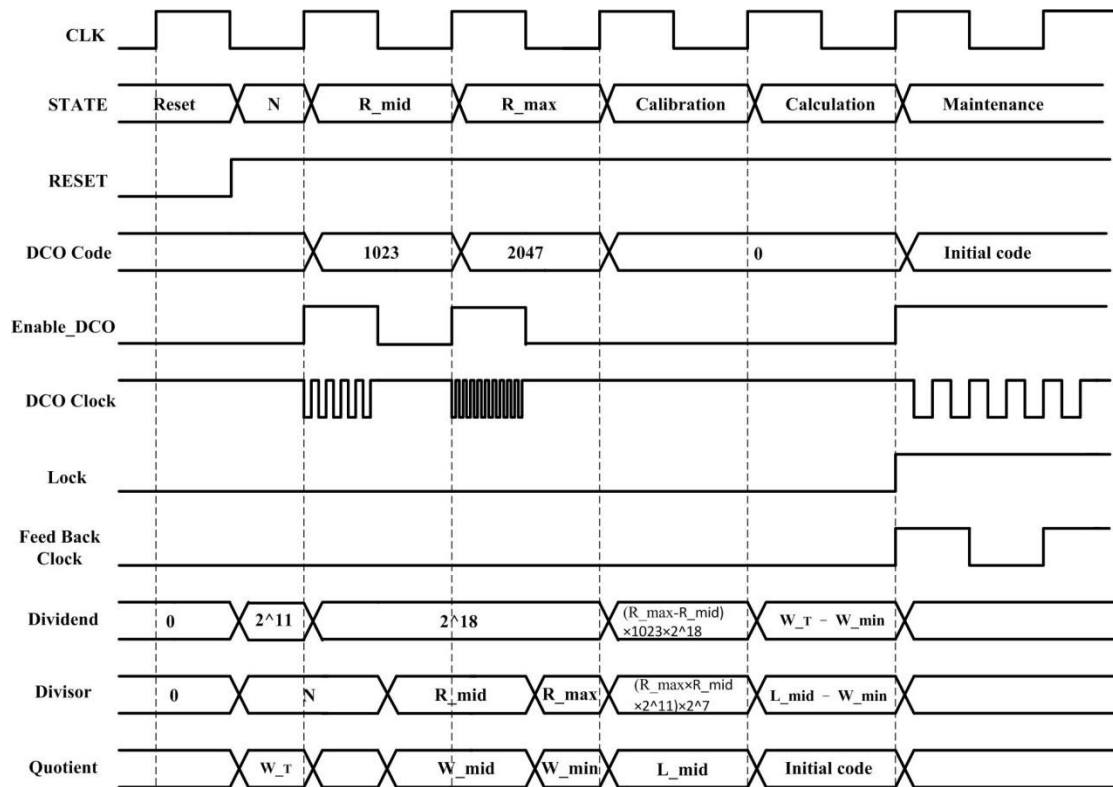 CLK
STATE Reset N R_mid R_max Calibration Calculation Maintenance
RESET
DCO Code 1023 2047 0 Initial code
Enable_DCO
DCO Clock
Lock
Feed Back
Clock
Dividend 0 2^11 2^18 (R_max-R_mid) W_T - W_min
×1023×2^18
Divisor 0 N R_mid R_max (R_max×R_mid L_mid - W_min
×2^11)×2^7
Quotient W_T W_mid W_min L_mid Initial code